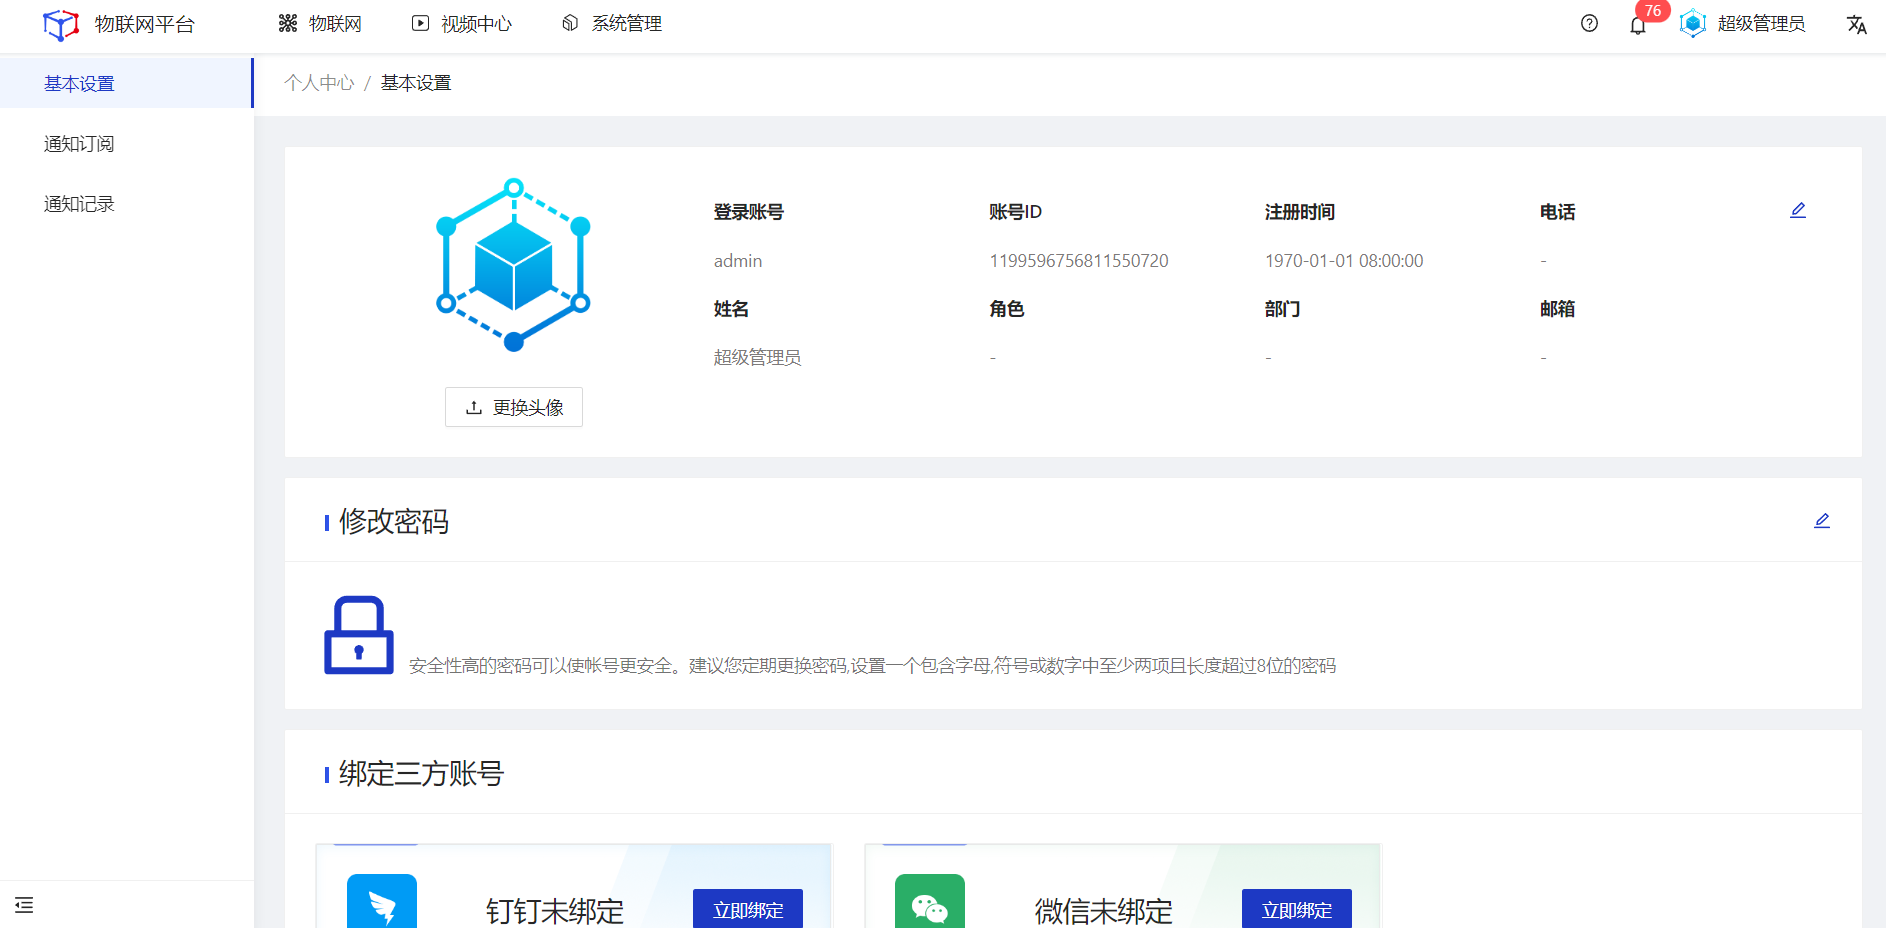 物联网平台
物联网
视频中心
系统管理
76
超级管理员
基本设置
通知订阅
通知记录
个人中心 / 基本设置
登录账号
账号ID
注册时间
电话
admin
1199596756811550720
1970-01-01 08:00:00
-
姓名
角色
部门
邮箱
超级管理员
-
-
-
更换头像
修改密码
安全性高的密码可以使帐号更安全。建议您定期更换密码,设置一个包含字母,符号或数字中至少两项且长度超过8位的密码
绑定三方账号
钉钉未绑定
立即绑定
微信未绑定
立即绑定